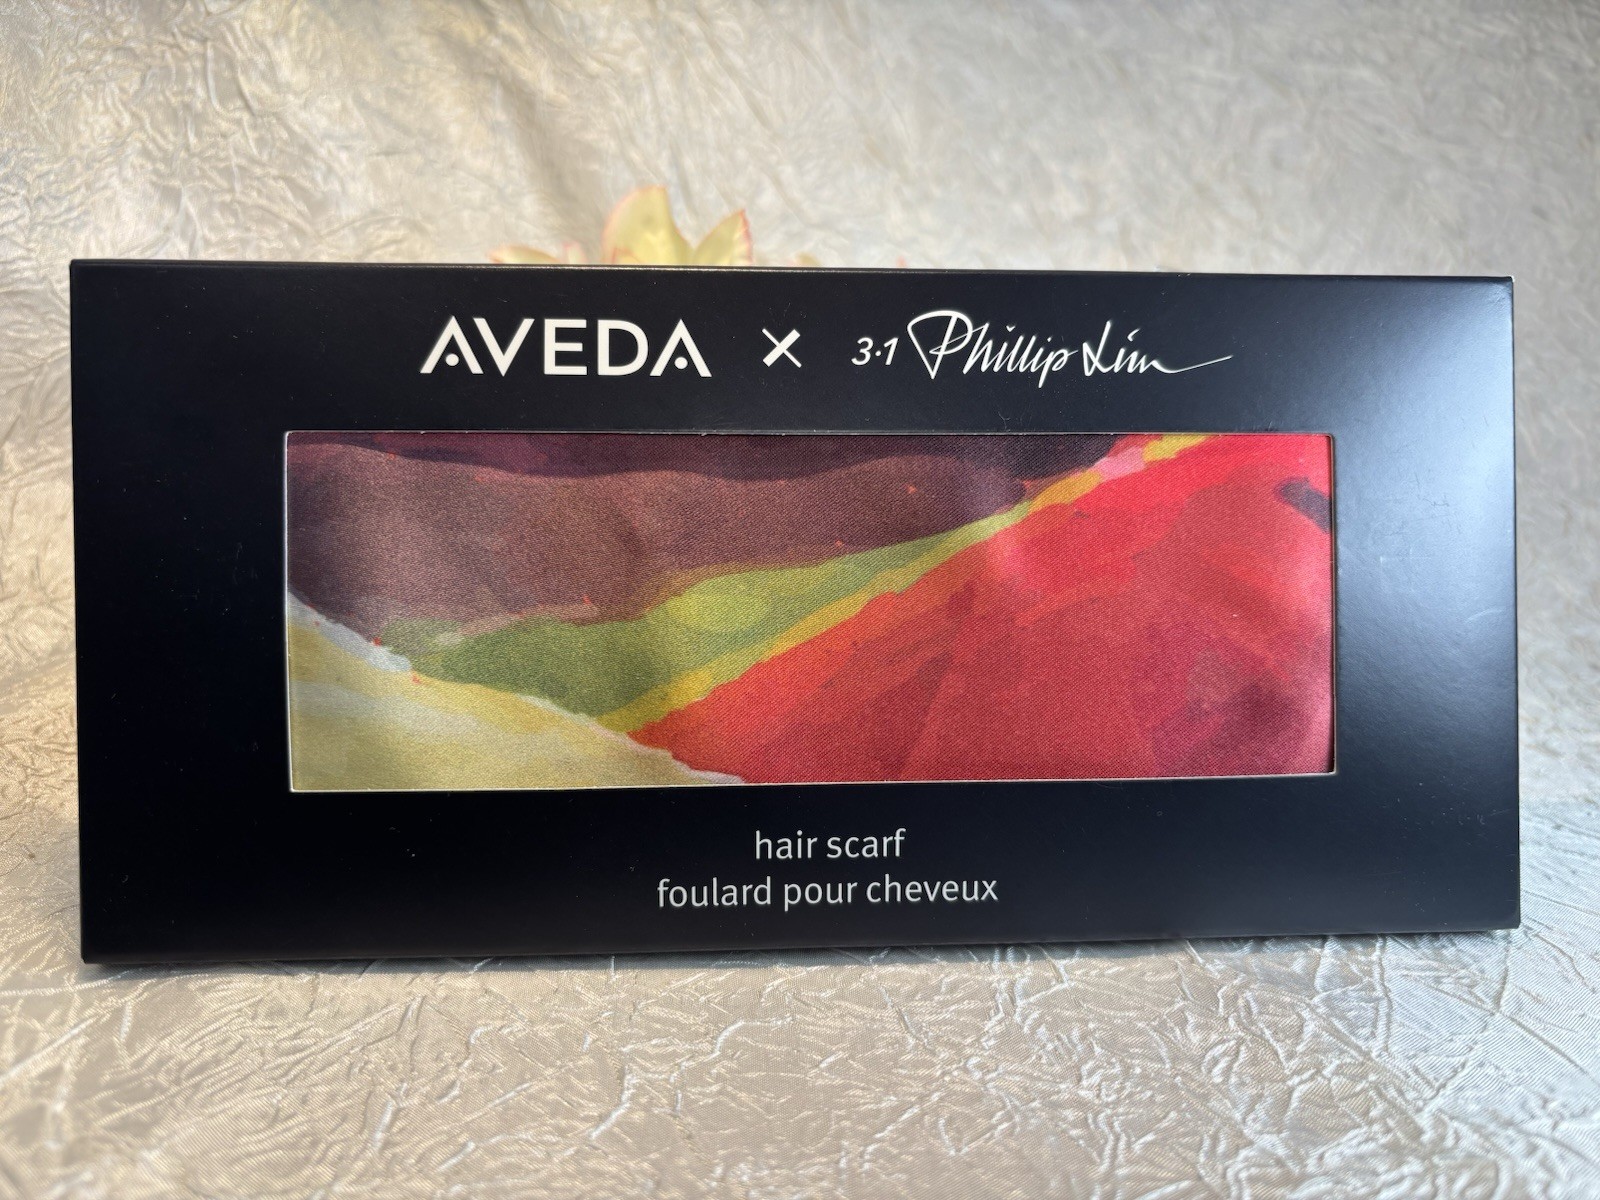 AVEDA × 3·1 Phillip Lim
hair scarf
foulard pour cheveux